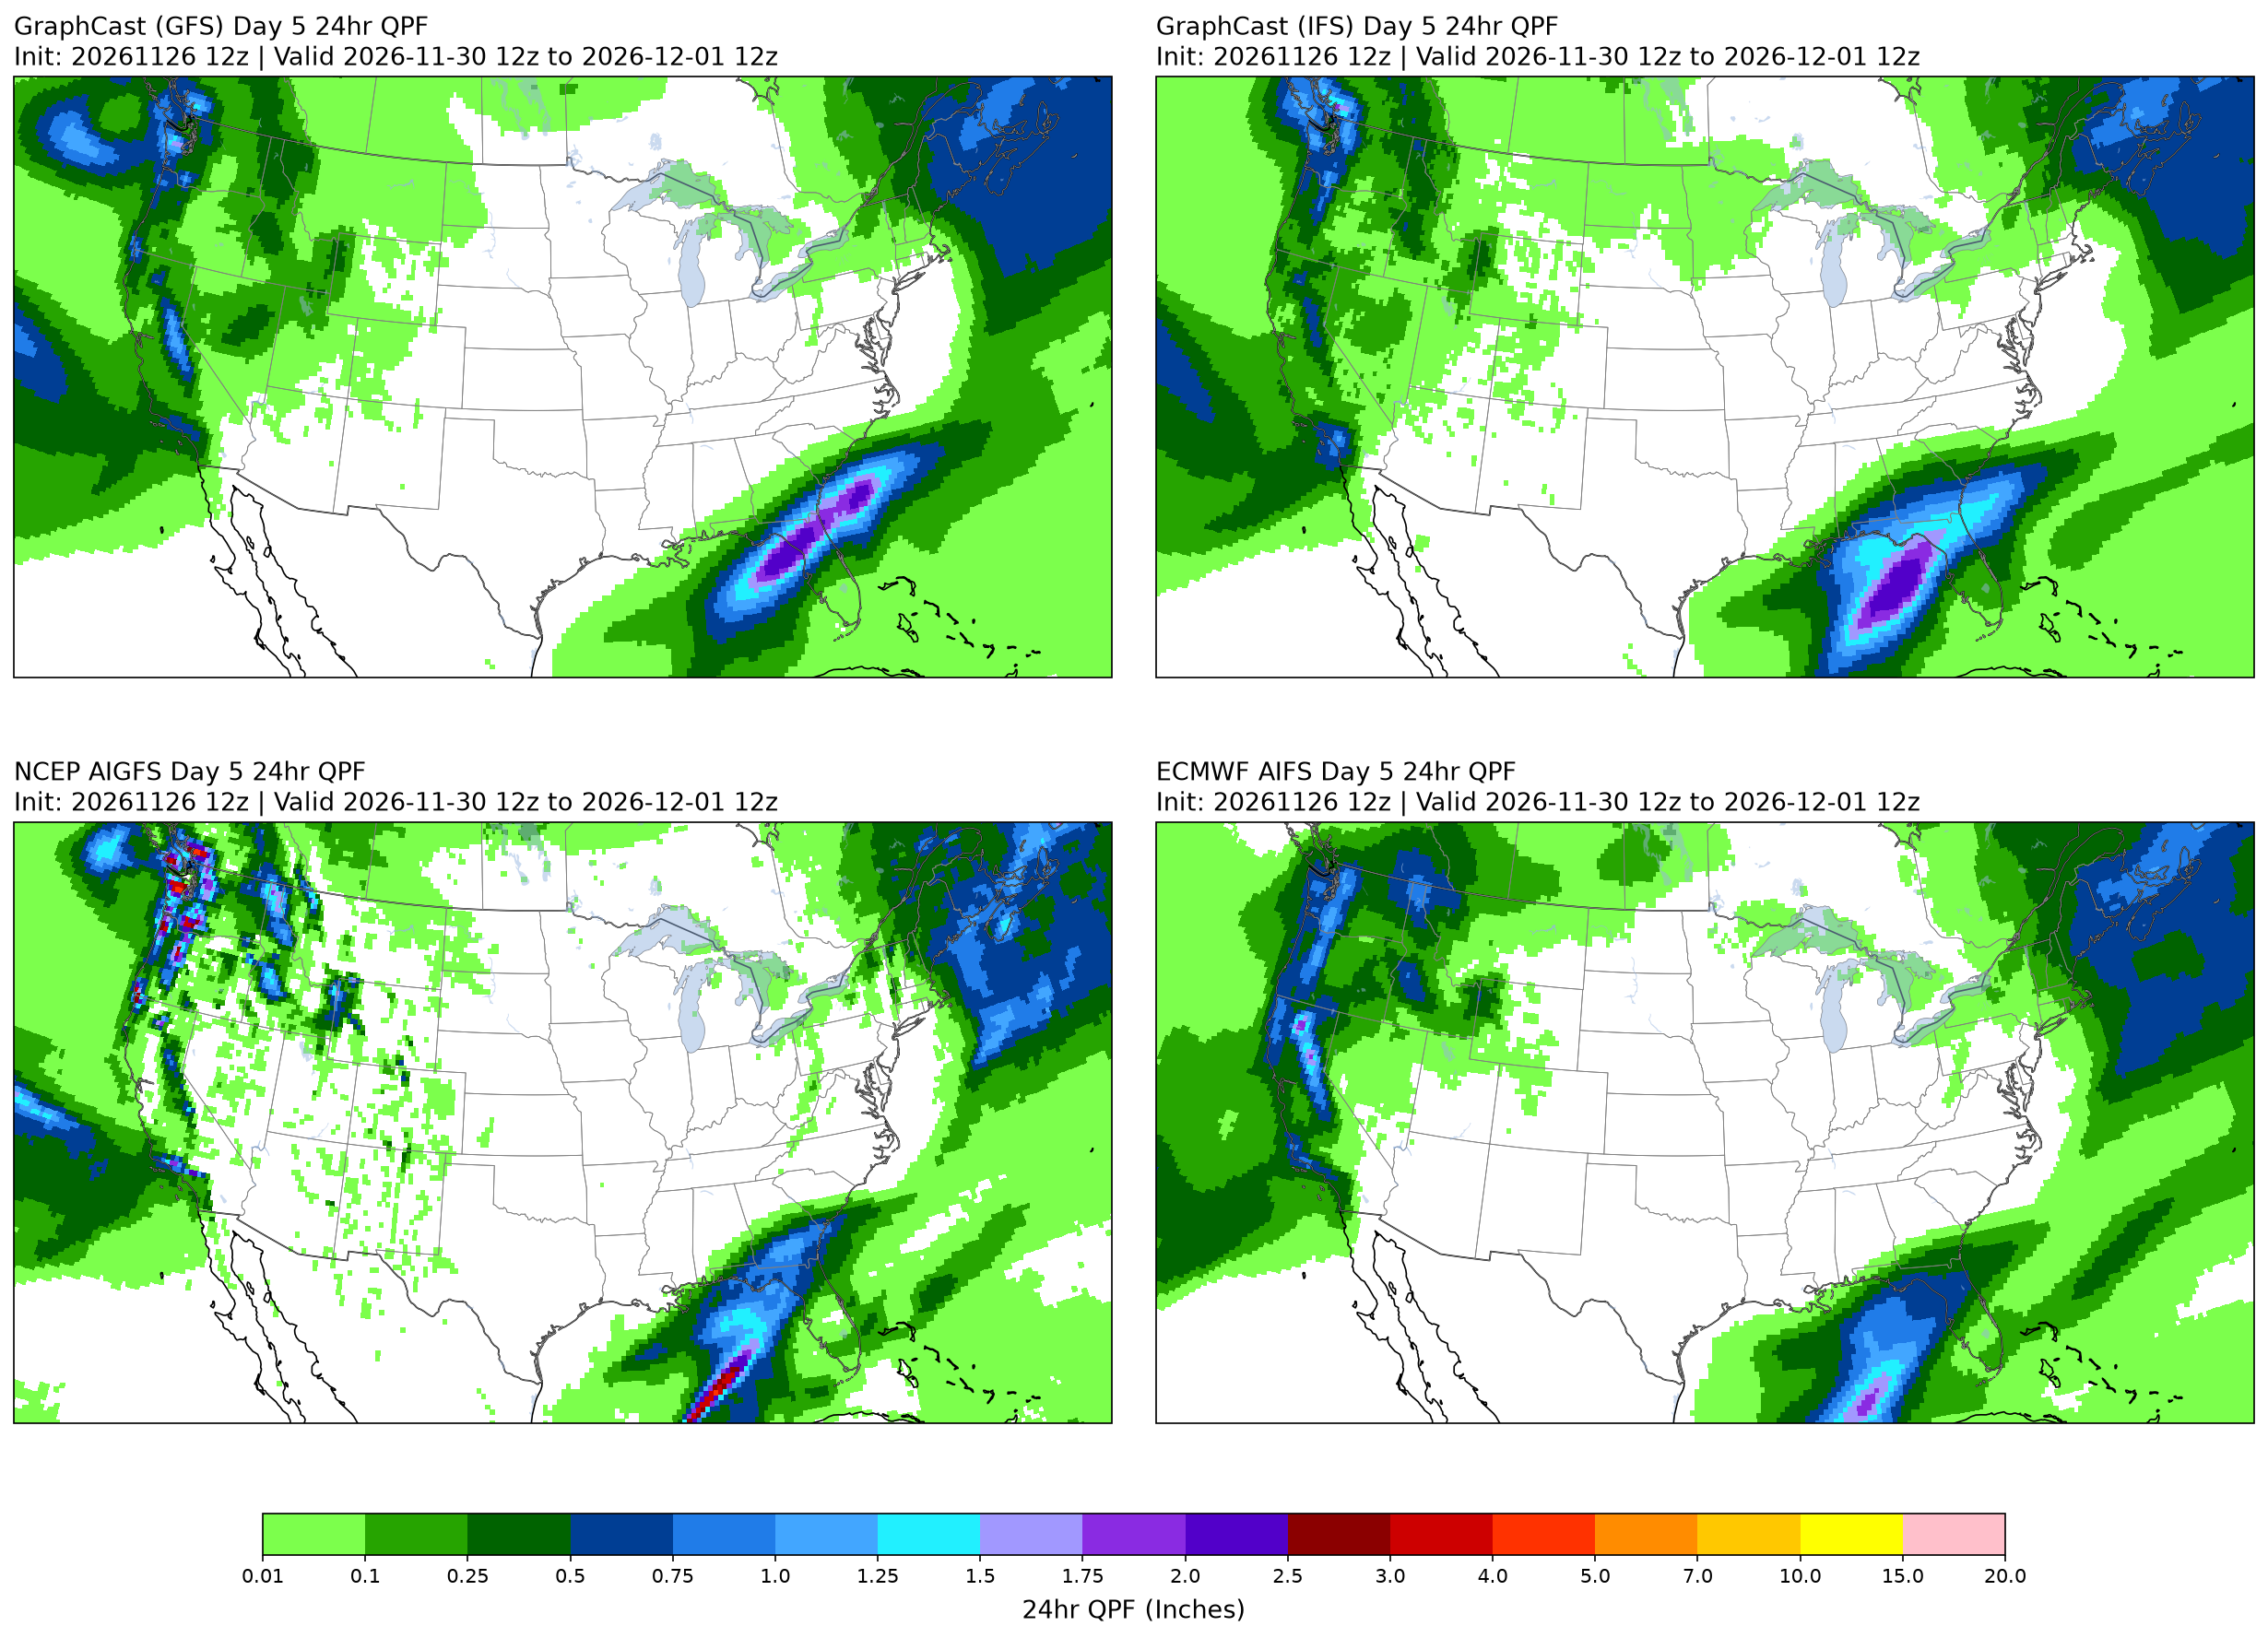 GraphCast (GFS) Day 5 24hr QPF
Init: 20261126 12z | Valid 2026-11-30 12z to 2026-12-01 12z
GraphCast (IFS) Day 5 24hr QPF
Init: 20261126 12z | Valid 2026-11-30 12z to 2026-12-01 12z
NCEP AIGFS Day 5 24hr QPF
Init: 20261126 12z | Valid 2026-11-30 12z to 2026-12-01 12z
ECMWF AIFS Day 5 24hr QPF
Init: 20261126 12z | Valid 2026-11-30 12z to 2026-12-01 12z
0.01 0.1 0.25 0.5 0.75 1.0 1.25 1.5 1.75 2.0 2.5 3.0 4.0 5.0 7.0 10.0 15.0 20.0
24hr QPF (Inches)